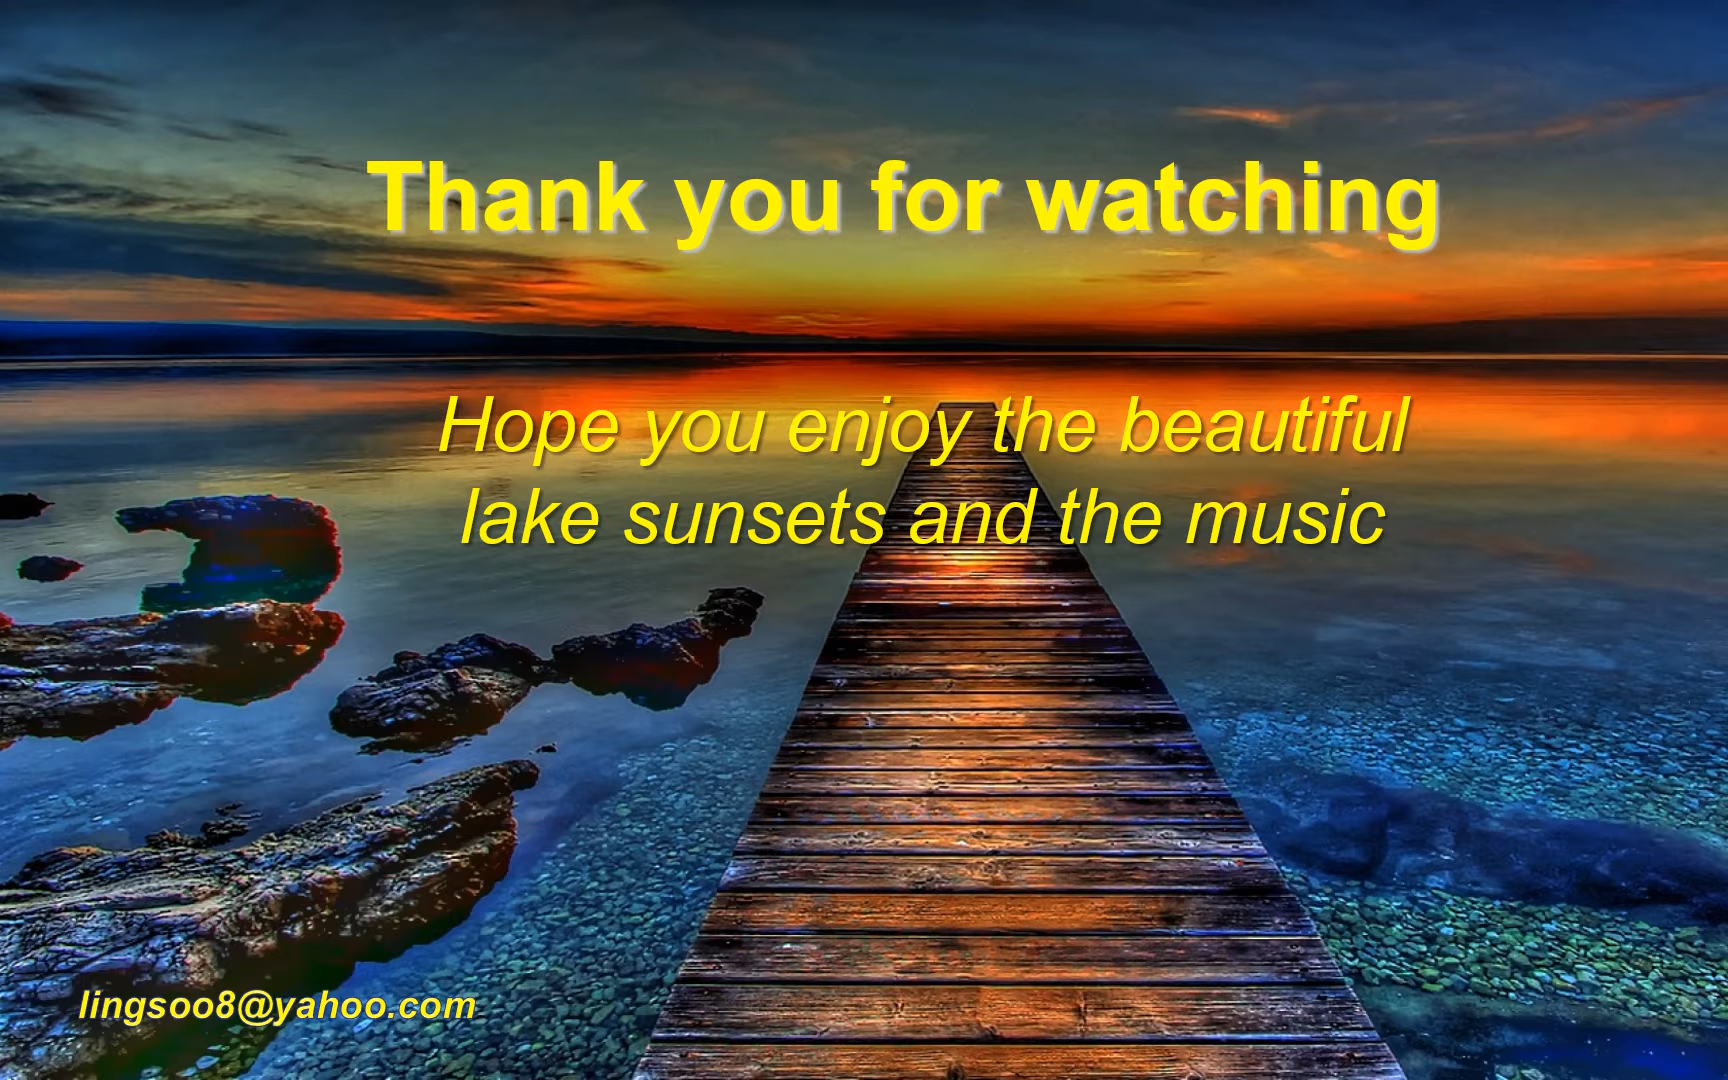 Thank you for watching
Hope you enjoy the beautiful
lake sunsets and the music
lingsoo8@yahoo.com